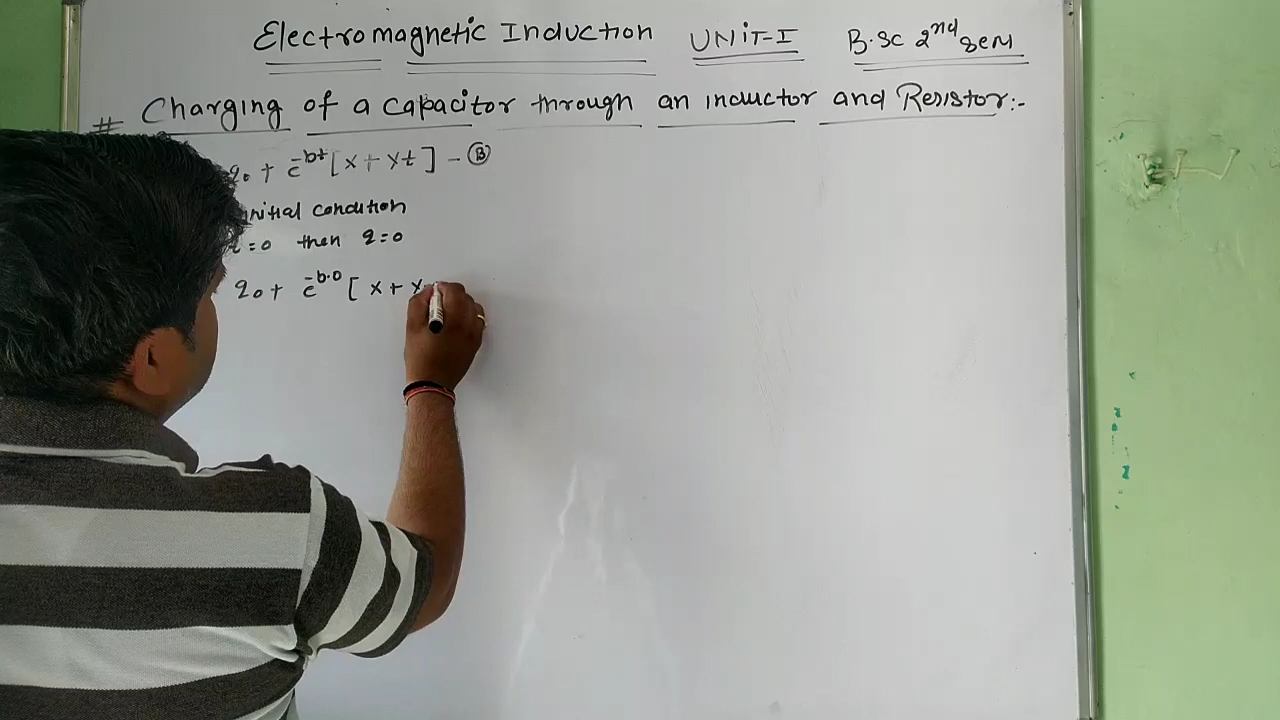 Electromagnetic Induction UNIT-I B.SC 2nd SEM
# Charging of a capacitor through an inductor and Resistor:-
q₀ + e^-bt [x + yt] - Ⓑ
initial condition
t=0 then q=0
q₀ + e^-b·0 [x + y